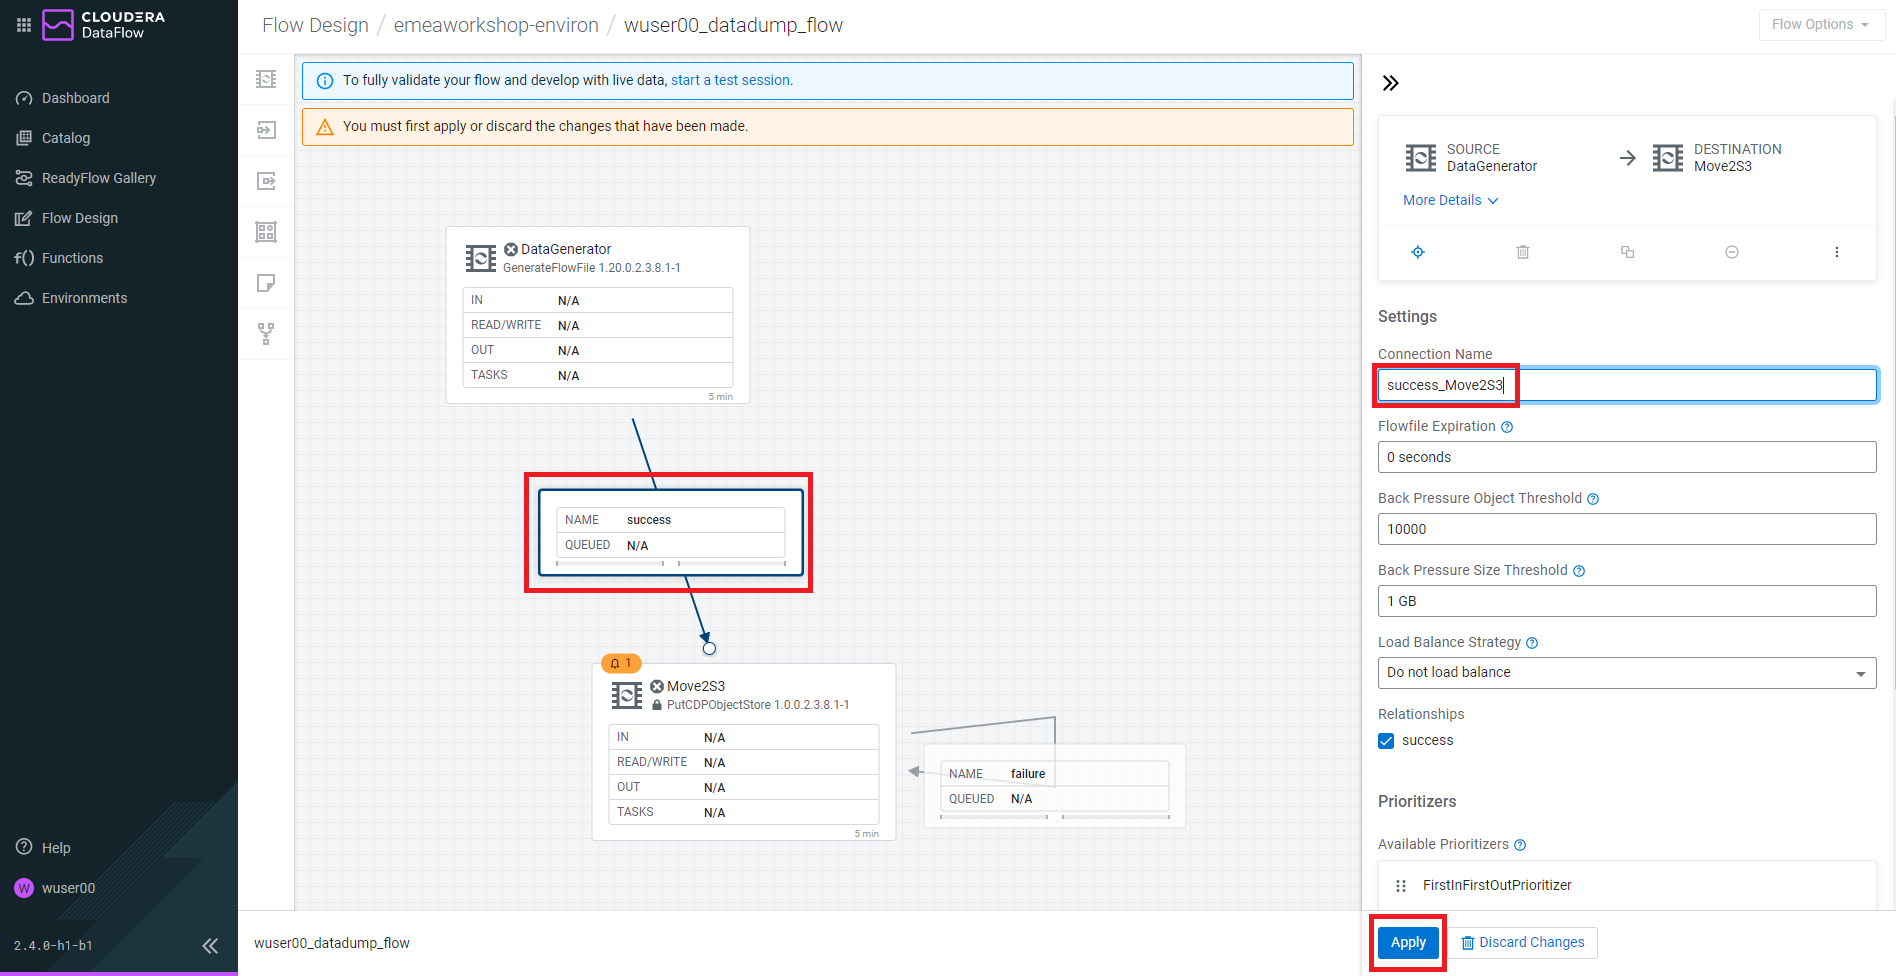 CLOUDERA
DataFlow
Dashboard
Catalog
ReadyFlow Gallery
Flow Design
f() Functions
Environments
Help
W wuser00
2.4.0-h1-b1
Flow Design / emeaworkshop-environ / wuser00_datadump_flow
Flow Options
To fully validate your flow and develop with live data, start a test session.
You must first apply or discard the changes that have been made.
DataGenerator
GenerateFlowFile 1.20.0.2.3.8.1-1
IN N/A
READ/WRITE N/A
OUT N/A
TASKS N/A
5 min
NAME success
QUEUED N/A
1
Move2S3
PutCDPObjectStore 1.0.0.2.3.8.1-1
IN N/A
READ/WRITE N/A
OUT N/A
TASKS N/A
5 min
NAME failure
QUEUED N/A
wuser00_datadump_flow
SOURCE
DataGenerator
DESTINATION
Move2S3
More Details
Settings
Connection Name
success_Move2S3
Flowfile Expiration
0 seconds
Back Pressure Object Threshold
10000
Back Pressure Size Threshold
1 GB
Load Balance Strategy
Do not load balance
Relationships
success
Prioritizers
Available Prioritizers
FirstInFirstOutPrioritizer
Apply
Discard Changes